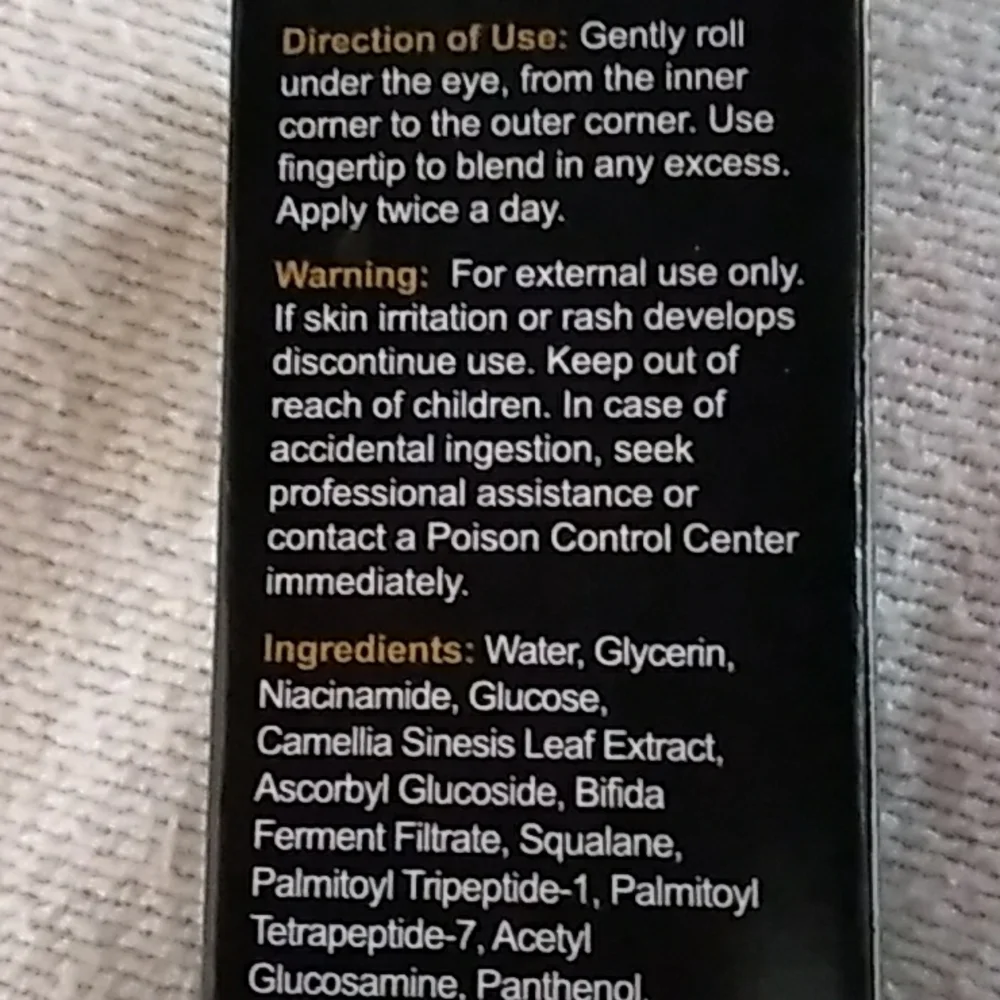 Direction of Use: Gently roll
under the eye, from the inner
corner to the outer corner. Use
fingertip to blend in any excess.
Apply twice a day.
Warning: For external use only.
If skin irritation or rash develops
discontinue use. Keep out of
reach of children. In case of
accidental ingestion, seek
professional assistance or
contact a Poison Control Center
immediately.
Ingredients: Water, Glycerin,
Niacinamide, Glucose,
Camellia Sinesis Leaf Extract,
Ascorbyl Glucoside, Bifida
Ferment Filtrate, Squalane,
Palmitoyl Tripeptide-1, Palmitoyl
Tetrapeptide-7, Acetyl
Glucosamine, Panthenol,